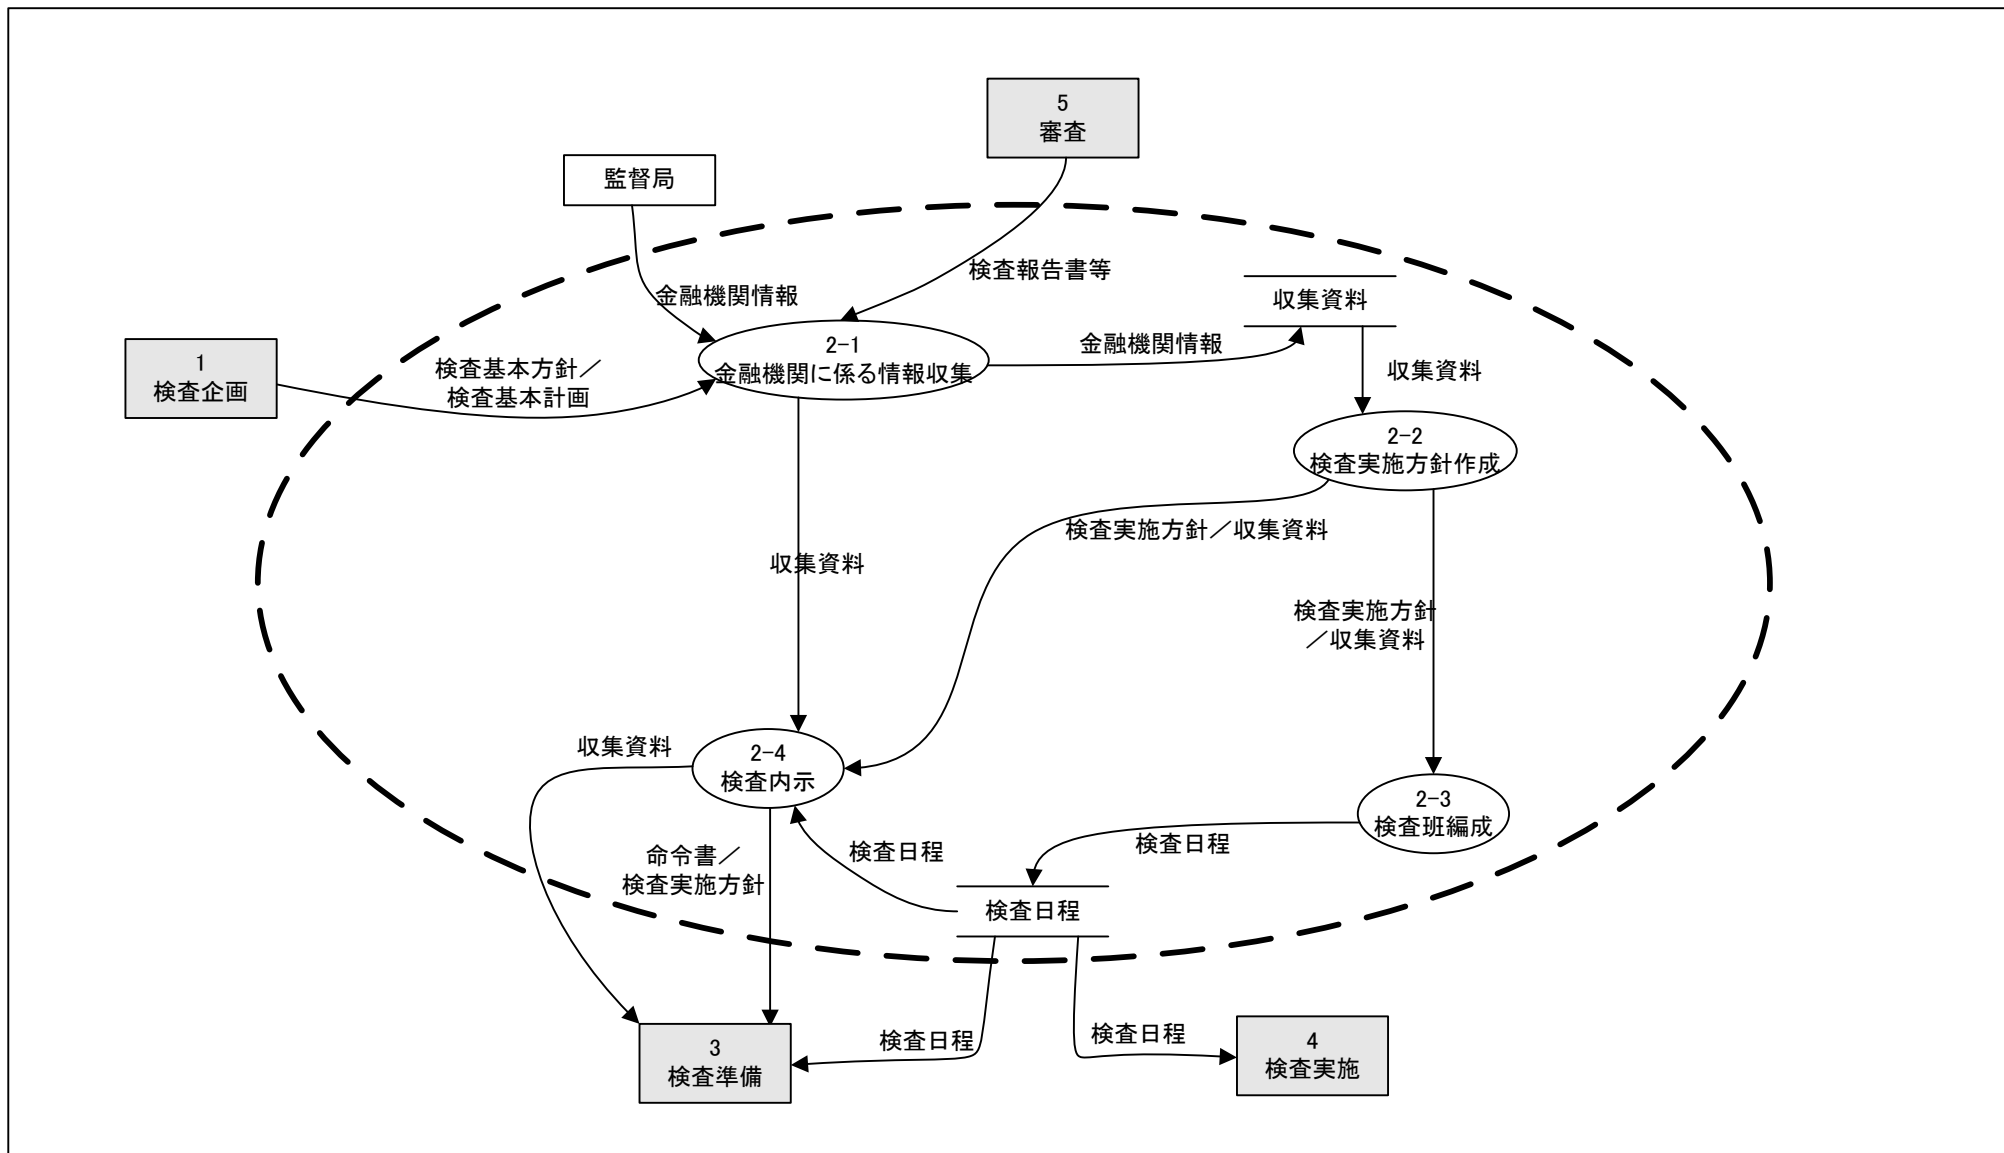 5
審査
監督局
検査報告書等
金融機関情報
収集資料
1
検査企画
検査基本方針／
検査基本計画
2-1
金融機関に係る情報収集
金融機関情報
収集資料
2-2
検査実施方針作成
検査実施方針／収集資料
収集資料
検査実施方針
／収集資料
収集資料
2-4
検査内示
2-3
検査班編成
検査日程
検査日程
命令書／
検査実施方針
検査日程
検査日程
検査日程
3
検査準備
4
検査実施